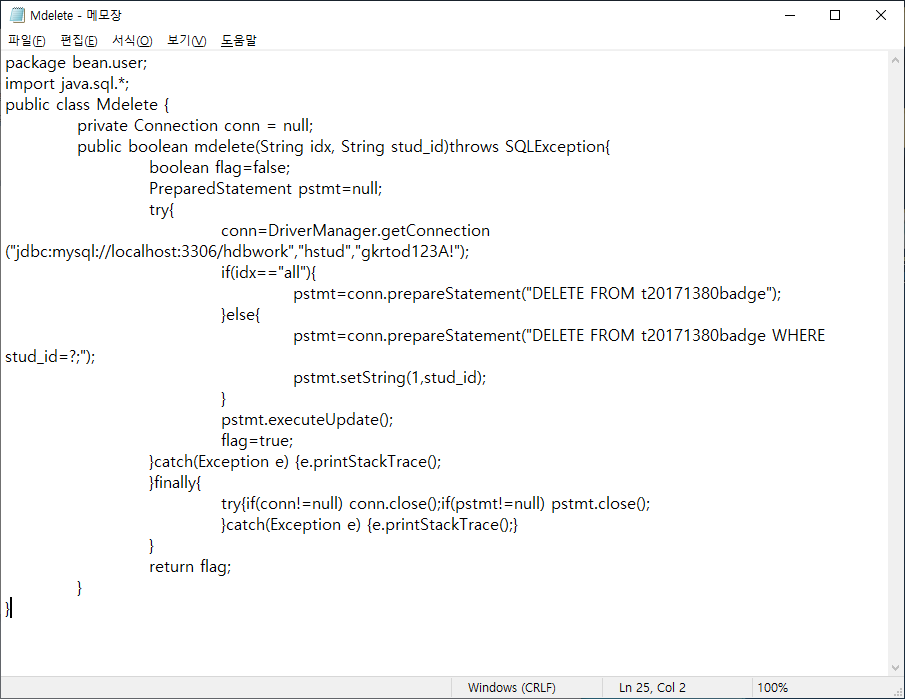 Mdelete - 메모장
파일(F) 편집(E) 서식(O) 보기(V) 도움말
package bean.user;
import java.sql.*;
public class Mdelete {
private Connection conn = null;
public boolean mdelete(String idx, String stud_id)throws SQLException{
boolean flag=false;
PreparedStatement pstmt=null;
try{
conn=DriverManager.getConnection
("jdbc:mysql://localhost:3306/hdbwork","hstud","gkrtod123A!");
if(idx=="all"){
pstmt=conn.prepareStatement("DELETE FROM t20171380badge");
}else{
pstmt=conn.prepareStatement("DELETE FROM t20171380badge WHERE
stud_id=?;");
pstmt.setString(1,stud_id);
}
pstmt.executeUpdate();
flag=true;
}catch(Exception e) {e.printStackTrace();
}finally{
try{if(conn!=null) conn.close();if(pstmt!=null) pstmt.close();
}catch(Exception e) {e.printStackTrace();}
}
return flag;
}
}
Windows (CRLF) Ln 25, Col 2 100%